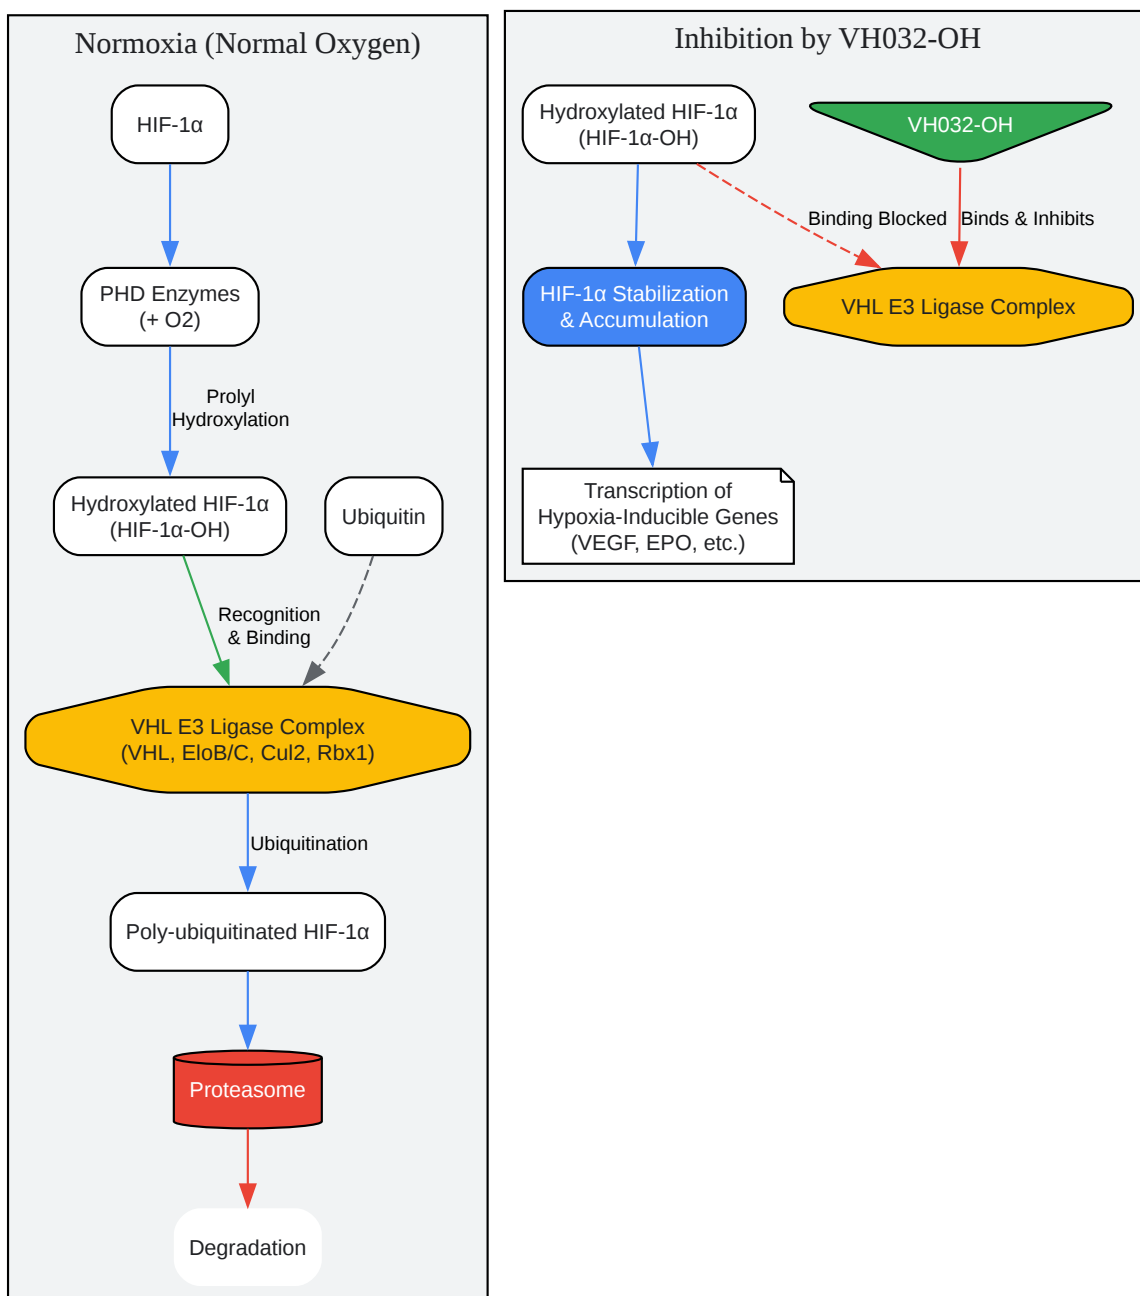 Normoxia (Normal Oxygen)
HIF-1α
PHD Enzymes
(+ O2)
Prolyl
Hydroxylation
Hydroxylated HIF-1α
(HIF-1α-OH)
Ubiquitin
Recognition
& Binding
VHL E3 Ligase Complex
(VHL, EloB/C, Cul2, Rbx1)
Ubiquitination
Poly-ubiquitinated HIF-1α
Proteasome
Degradation
Inhibition by VH032-OH
Hydroxylated HIF-1α
(HIF-1α-OH)
VH032-OH
Binding Blocked
Binds & Inhibits
HIF-1α Stabilization
& Accumulation
VHL E3 Ligase Complex
Transcription of
Hypoxia-Inducible Genes
(VEGF, EPO, etc.)